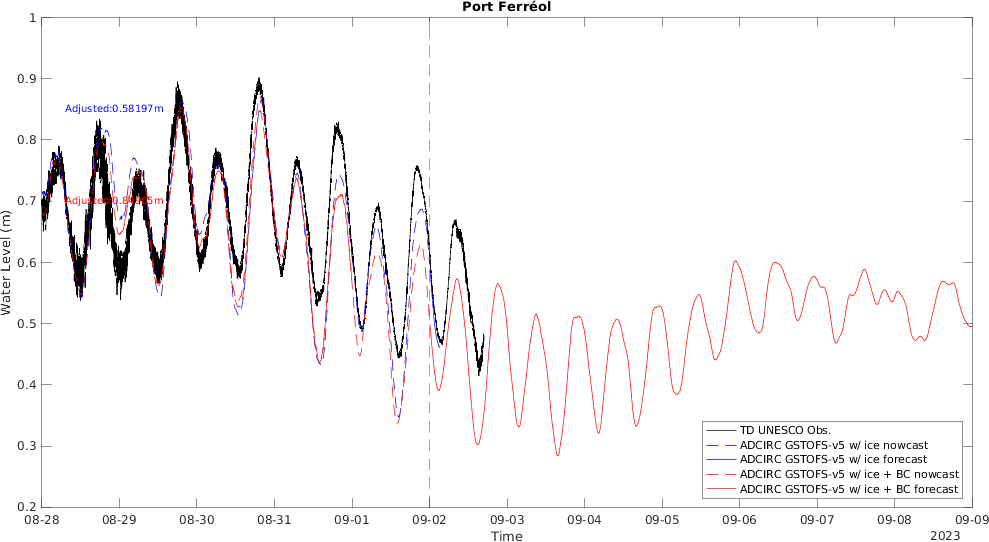 Port Ferréol
1
0.9
0.8
0.7
0.6
0.5
0.4
0.3
0.2
Water Level (m)
Adjusted:0.58197m
TD UNESCO Obs.
ADCIRC GSTOFS-v5 w/ ice nowcast
ADCIRC GSTOFS-v5 w/ ice forecast
ADCIRC GSTOFS-v5 w/ ice + BC nowcast
ADCIRC GSTOFS-v5 w/ ice + BC forecast
08-28 08-29 08-30 08-31 09-01 09-02 09-03 09-04 09-05 09-06 09-07 09-08 09-09
Time
2023